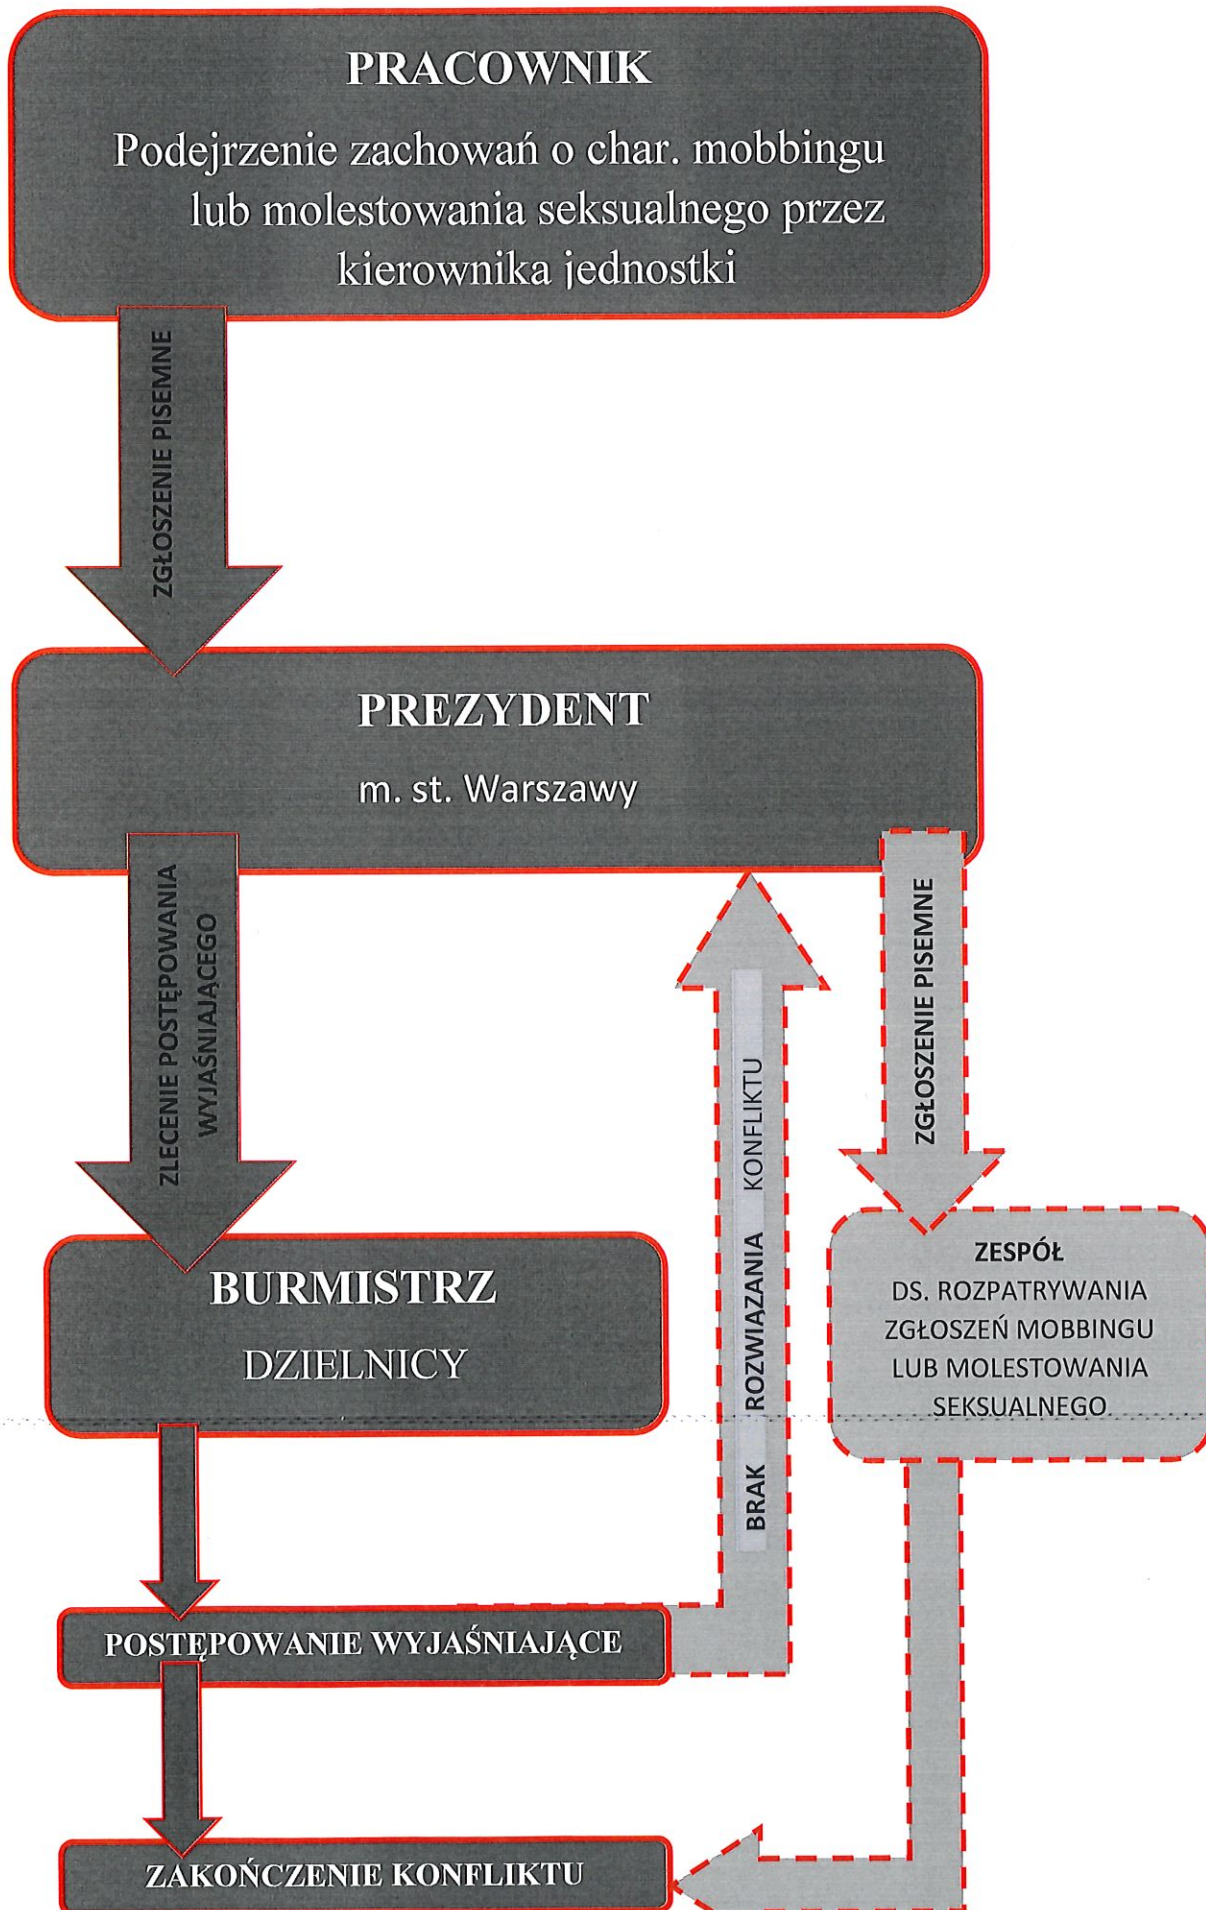 PRACOWNIK
Podejrzenie zachowań o char. mobbingu
lub molestowania seksualnego przez
kierownika jednostki
ZGŁOSZENIE PISEMNE
PREZYDENT
m. st. Warszawy
ZLECENIE POSTĘPOWANIA
WYJAŚNIAJĄCEGO
BRAK ROZWIĄZANIA KONFLIKTU
ZGŁOSZENIE PISEMNE
BURMISTRZ
DZIELNICY
ZESPÓŁ
DS. ROZPATRYWANIA
ZGŁOSZEŃ MOBBINGU
LUB MOLESTOWANIA
SEKSUALNEGO
POSTĘPOWANIE WYJAŚNIAJĄCE
ZAKOŃCZENIE KONFLIKTU